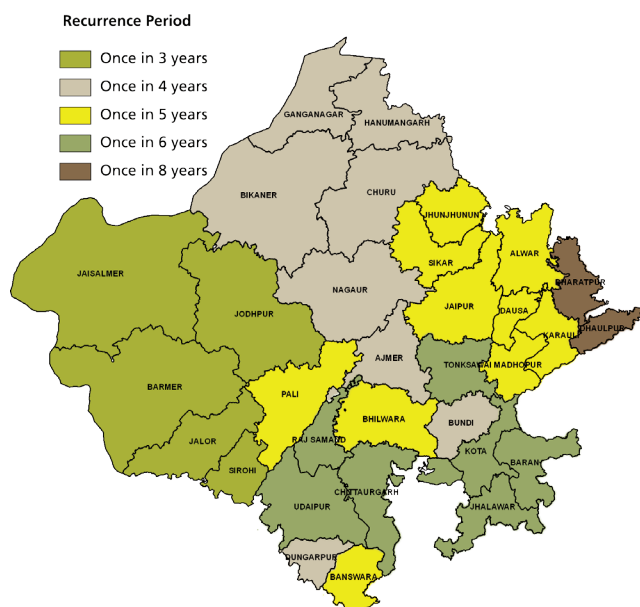 Recurrence Period
Once in 3 years
Once in 4 years
Once in 5 years
Once in 6 years
Once in 8 years
GANGANAGAR
HANUMANGARH
BIKANER
CHURU
JHUNJHUNUN
SIKAR
ALWAR
JAISALMER
BHARATPUR
NAGAUR
JODHPUR
JAIPUR
DAUSA
DHAULPUR
KARAULI
AJMER
TONK
SAWAI MADHOPUR
BARMER
PALI
BHILWARA
BUNDI
JALOR
RAJ SAMAND
KOTA
BARAN
SIROHI
CHITTAURGARH
UDAIPUR
JHALAWAR
DUNGARPUR
BANSWARA